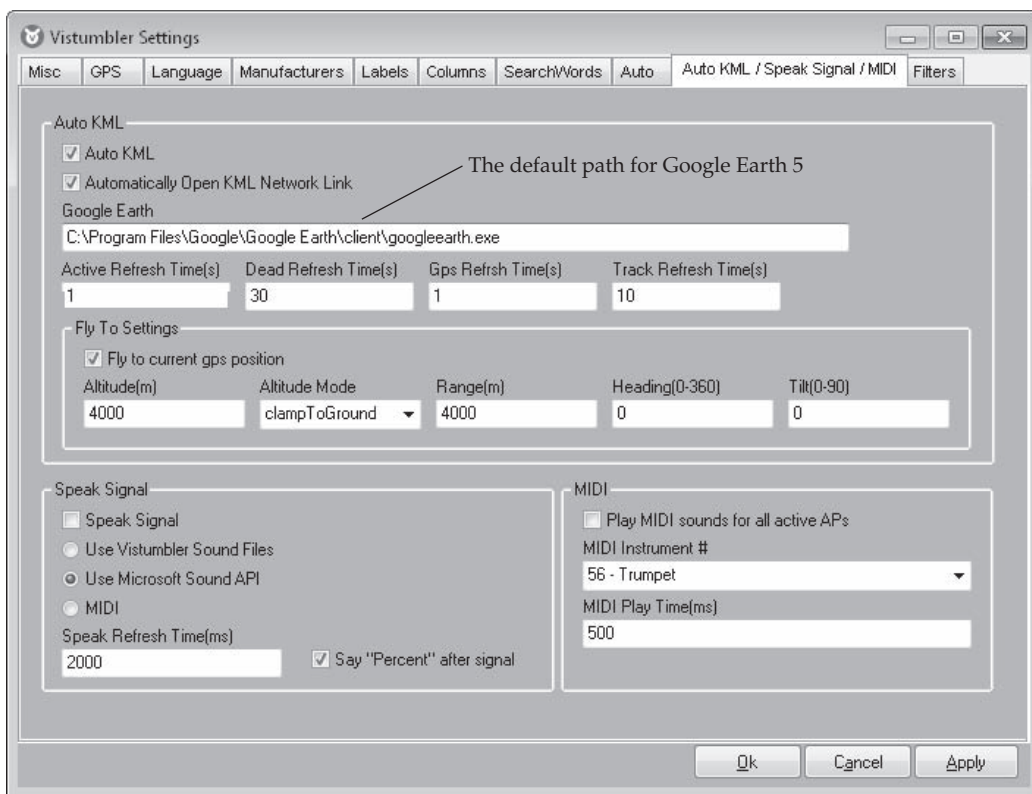 Vistumbler Settings
Misc GPS Language Manufacturers Labels Columns SearchWords Auto Auto KML / Speak Signal / MIDI Filters
Auto KML
Auto KML
The default path for Google Earth 5
Automatically Open KML Network Link
Google Earth
C:\Program Files\Google\Google Earth\client\googleearth.exe
Active Refresh Time(s) Dead Refresh Time(s) Gps Refrsh Time(s) Track Refresh Time(s)
1 30 1 10
Fly To Settings
Fly to current gps position
Altitude(m) Altitude Mode Range(m) Heading(0-360) Tilt(0-90)
4000 clampToGround 4000 0 0
Speak Signal
Speak Signal
Use Vistumbler Sound Files
Use Microsoft Sound API
MIDI
Speak Refresh Time(ms)
2000 Say "Percent" after signal
MIDI
Play MIDI sounds for all active APs
MIDI Instrument #
56 - Trumpet
MIDI Play Time(ms)
500
Ok Cancel Apply